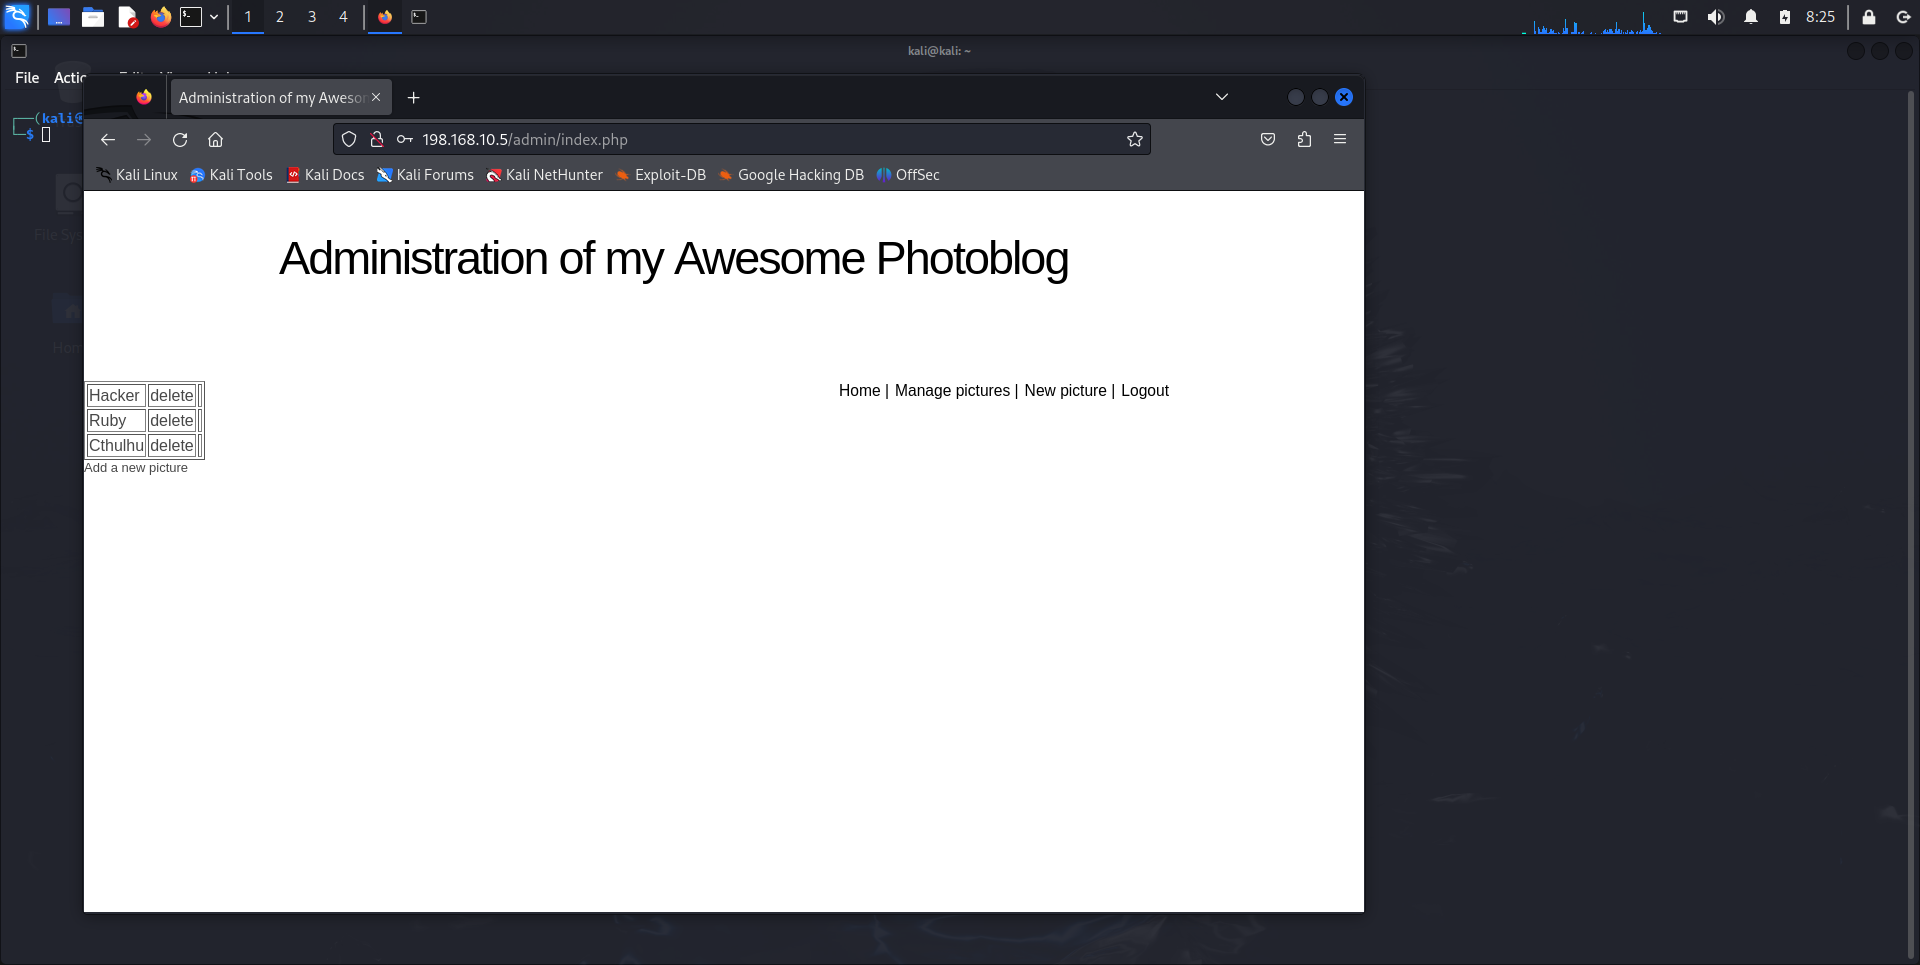 1 2 3 4 8:25
kali@kali: ~
File
Administration of my Aweso
(kali@
$
198.168.10.5/admin/index.php
Kali Linux Kali Tools Kali Docs Kali Forums Kali NetHunter Exploit-DB Google Hacking DB OffSec
Administration of my Awesome Photoblog
Home | Manage pictures | New picture | Logout
Hacker delete
Ruby delete
Cthulhu delete
Add a new picture